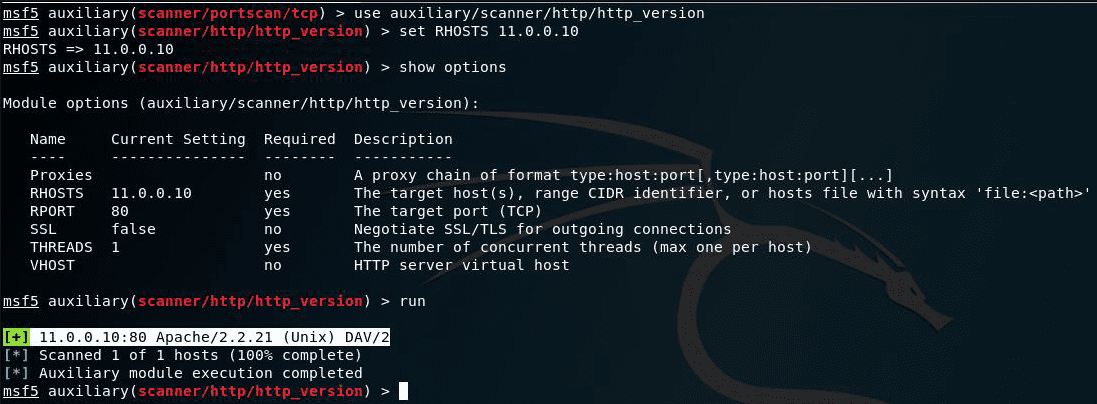 msf5 auxiliary(scanner/portscan/tcp) > use auxiliary/scanner/http/http_version
msf5 auxiliary(scanner/http/http_version) > set RHOSTS 11.0.0.10
RHOSTS => 11.0.0.10
msf5 auxiliary(scanner/http/http_version) > show options
Module options (auxiliary/scanner/http/http_version):
Name Current Setting Required Description
---- --------------- -------- -----------
Proxies no A proxy chain of format type:host:port[,type:host:port][...]
RHOSTS 11.0.0.10 yes The target host(s), range CIDR identifier, or hosts file with syntax 'file:<path>'
RPORT 80 yes The target port (TCP)
SSL false no Negotiate SSL/TLS for outgoing connections
THREADS 1 yes The number of concurrent threads (max one per host)
VHOST no HTTP server virtual host
msf5 auxiliary(scanner/http/http_version) > run
[+] 11.0.0.10:80 Apache/2.2.21 (Unix) DAV/2
[*] Scanned 1 of 1 hosts (100% complete)
[*] Auxiliary module execution completed
msf5 auxiliary(scanner/http/http_version) >